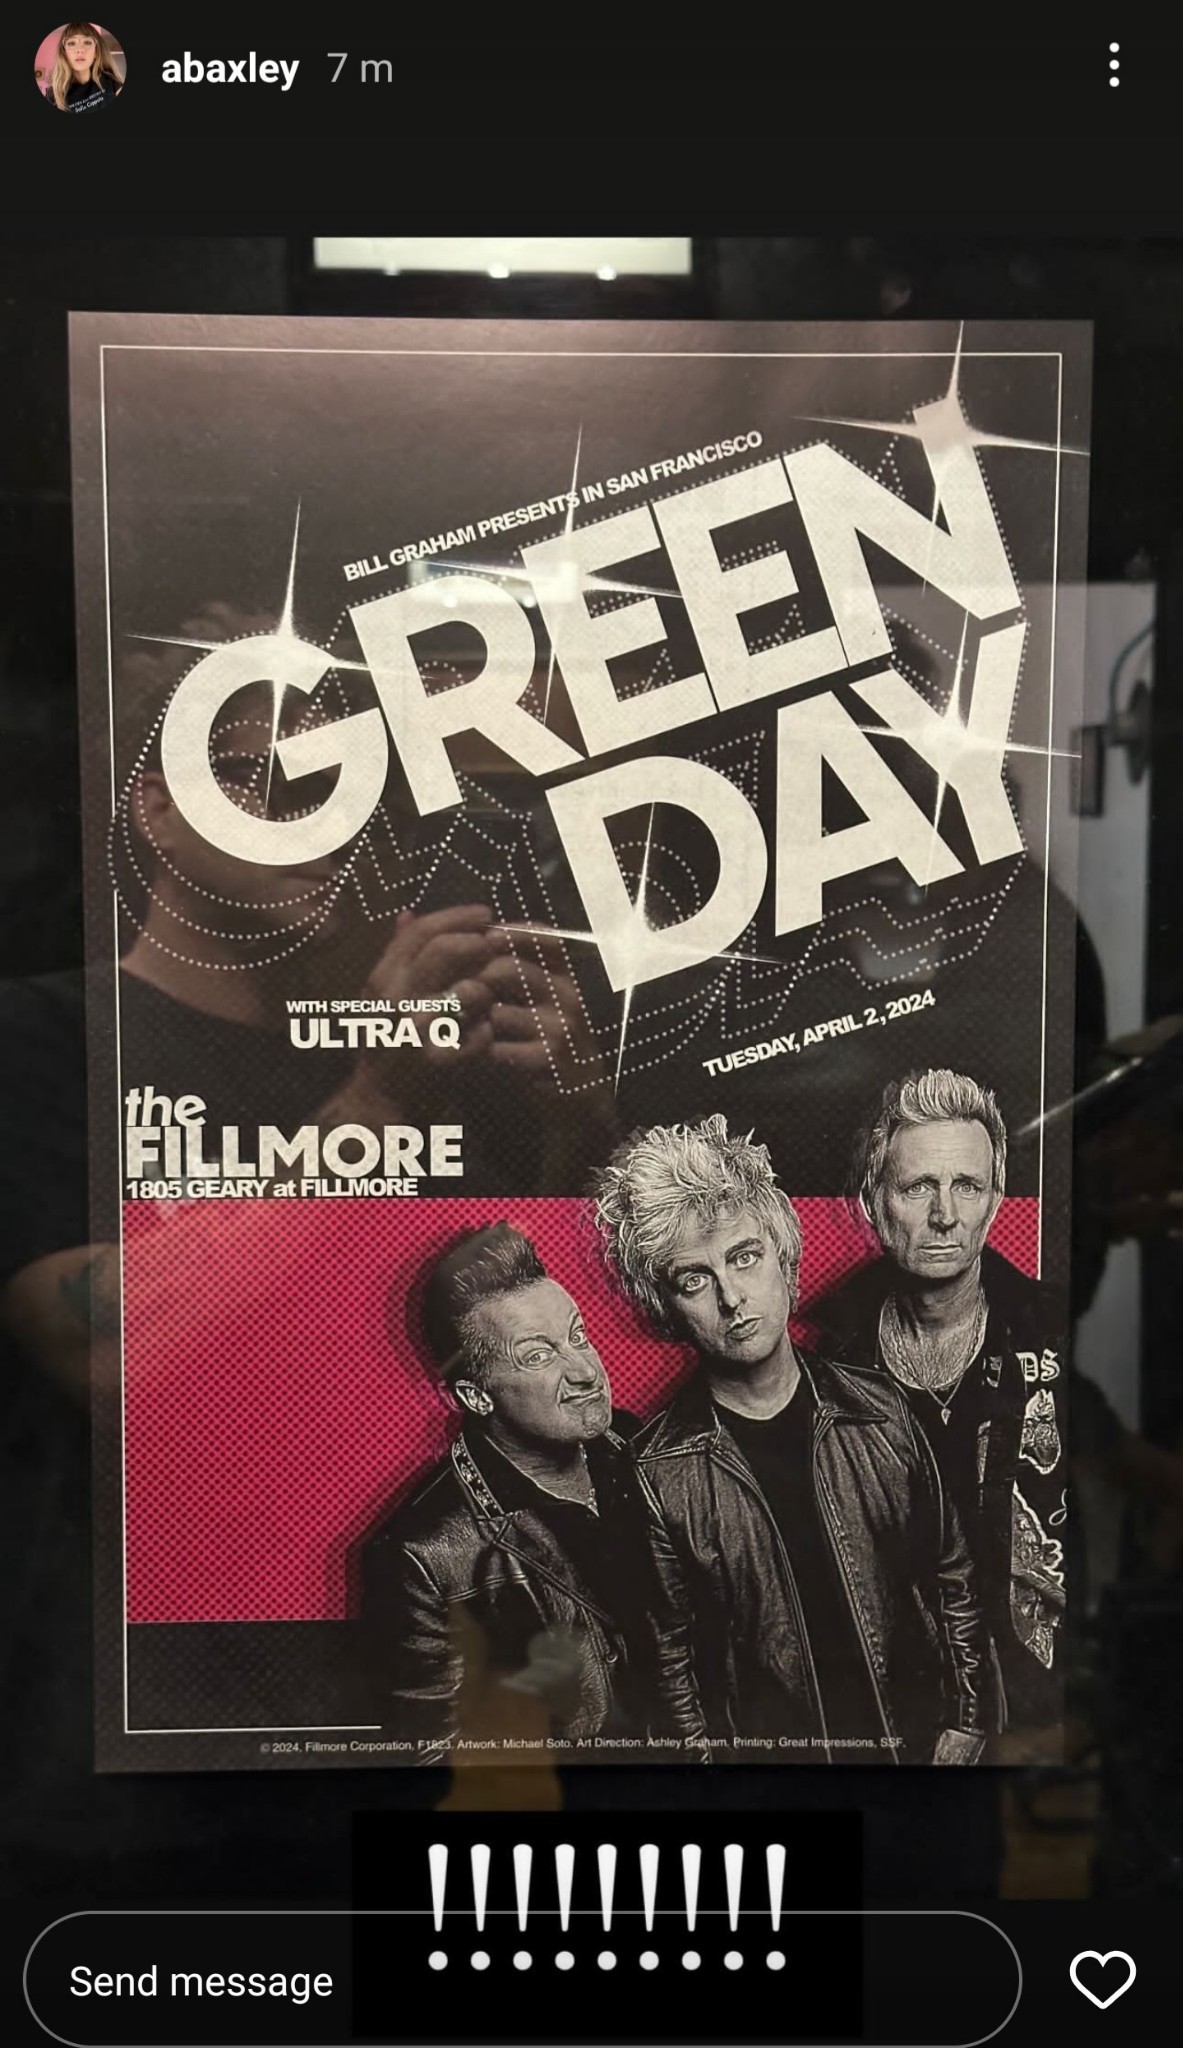 abaxley 7 m
BILL GRAHAM PRESENTS IN SAN FRANCISCO
GREEN
DAY
TUESDAY, APRIL 2, 2024
WITH SPECIAL GUESTS
ULTRA Q
the
FILLMORE
1805 GEARY at FILLMORE
DS
© 2024, Fillmore Corporation, F1823. Artwork: Michael Soto. Art Direction: Ashley Graham. Printing: Great Impressions, SSF.
!!!!!!!!!
Send message